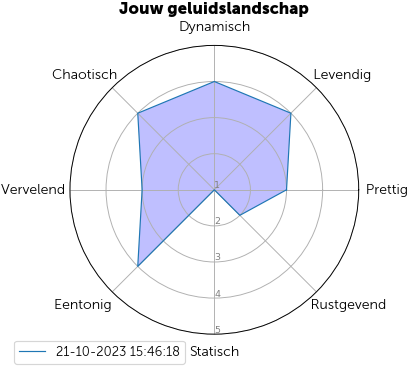 Jouw geluidslandschap
Dynamisch
Chaotisch
Levendig
Vervelend
1
Prettig
2
3
4
Eentonig
Rustgevend
5
21-10-2023 15:46:18
Statisch